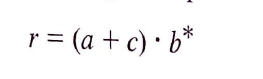 r = (a + c) · b*